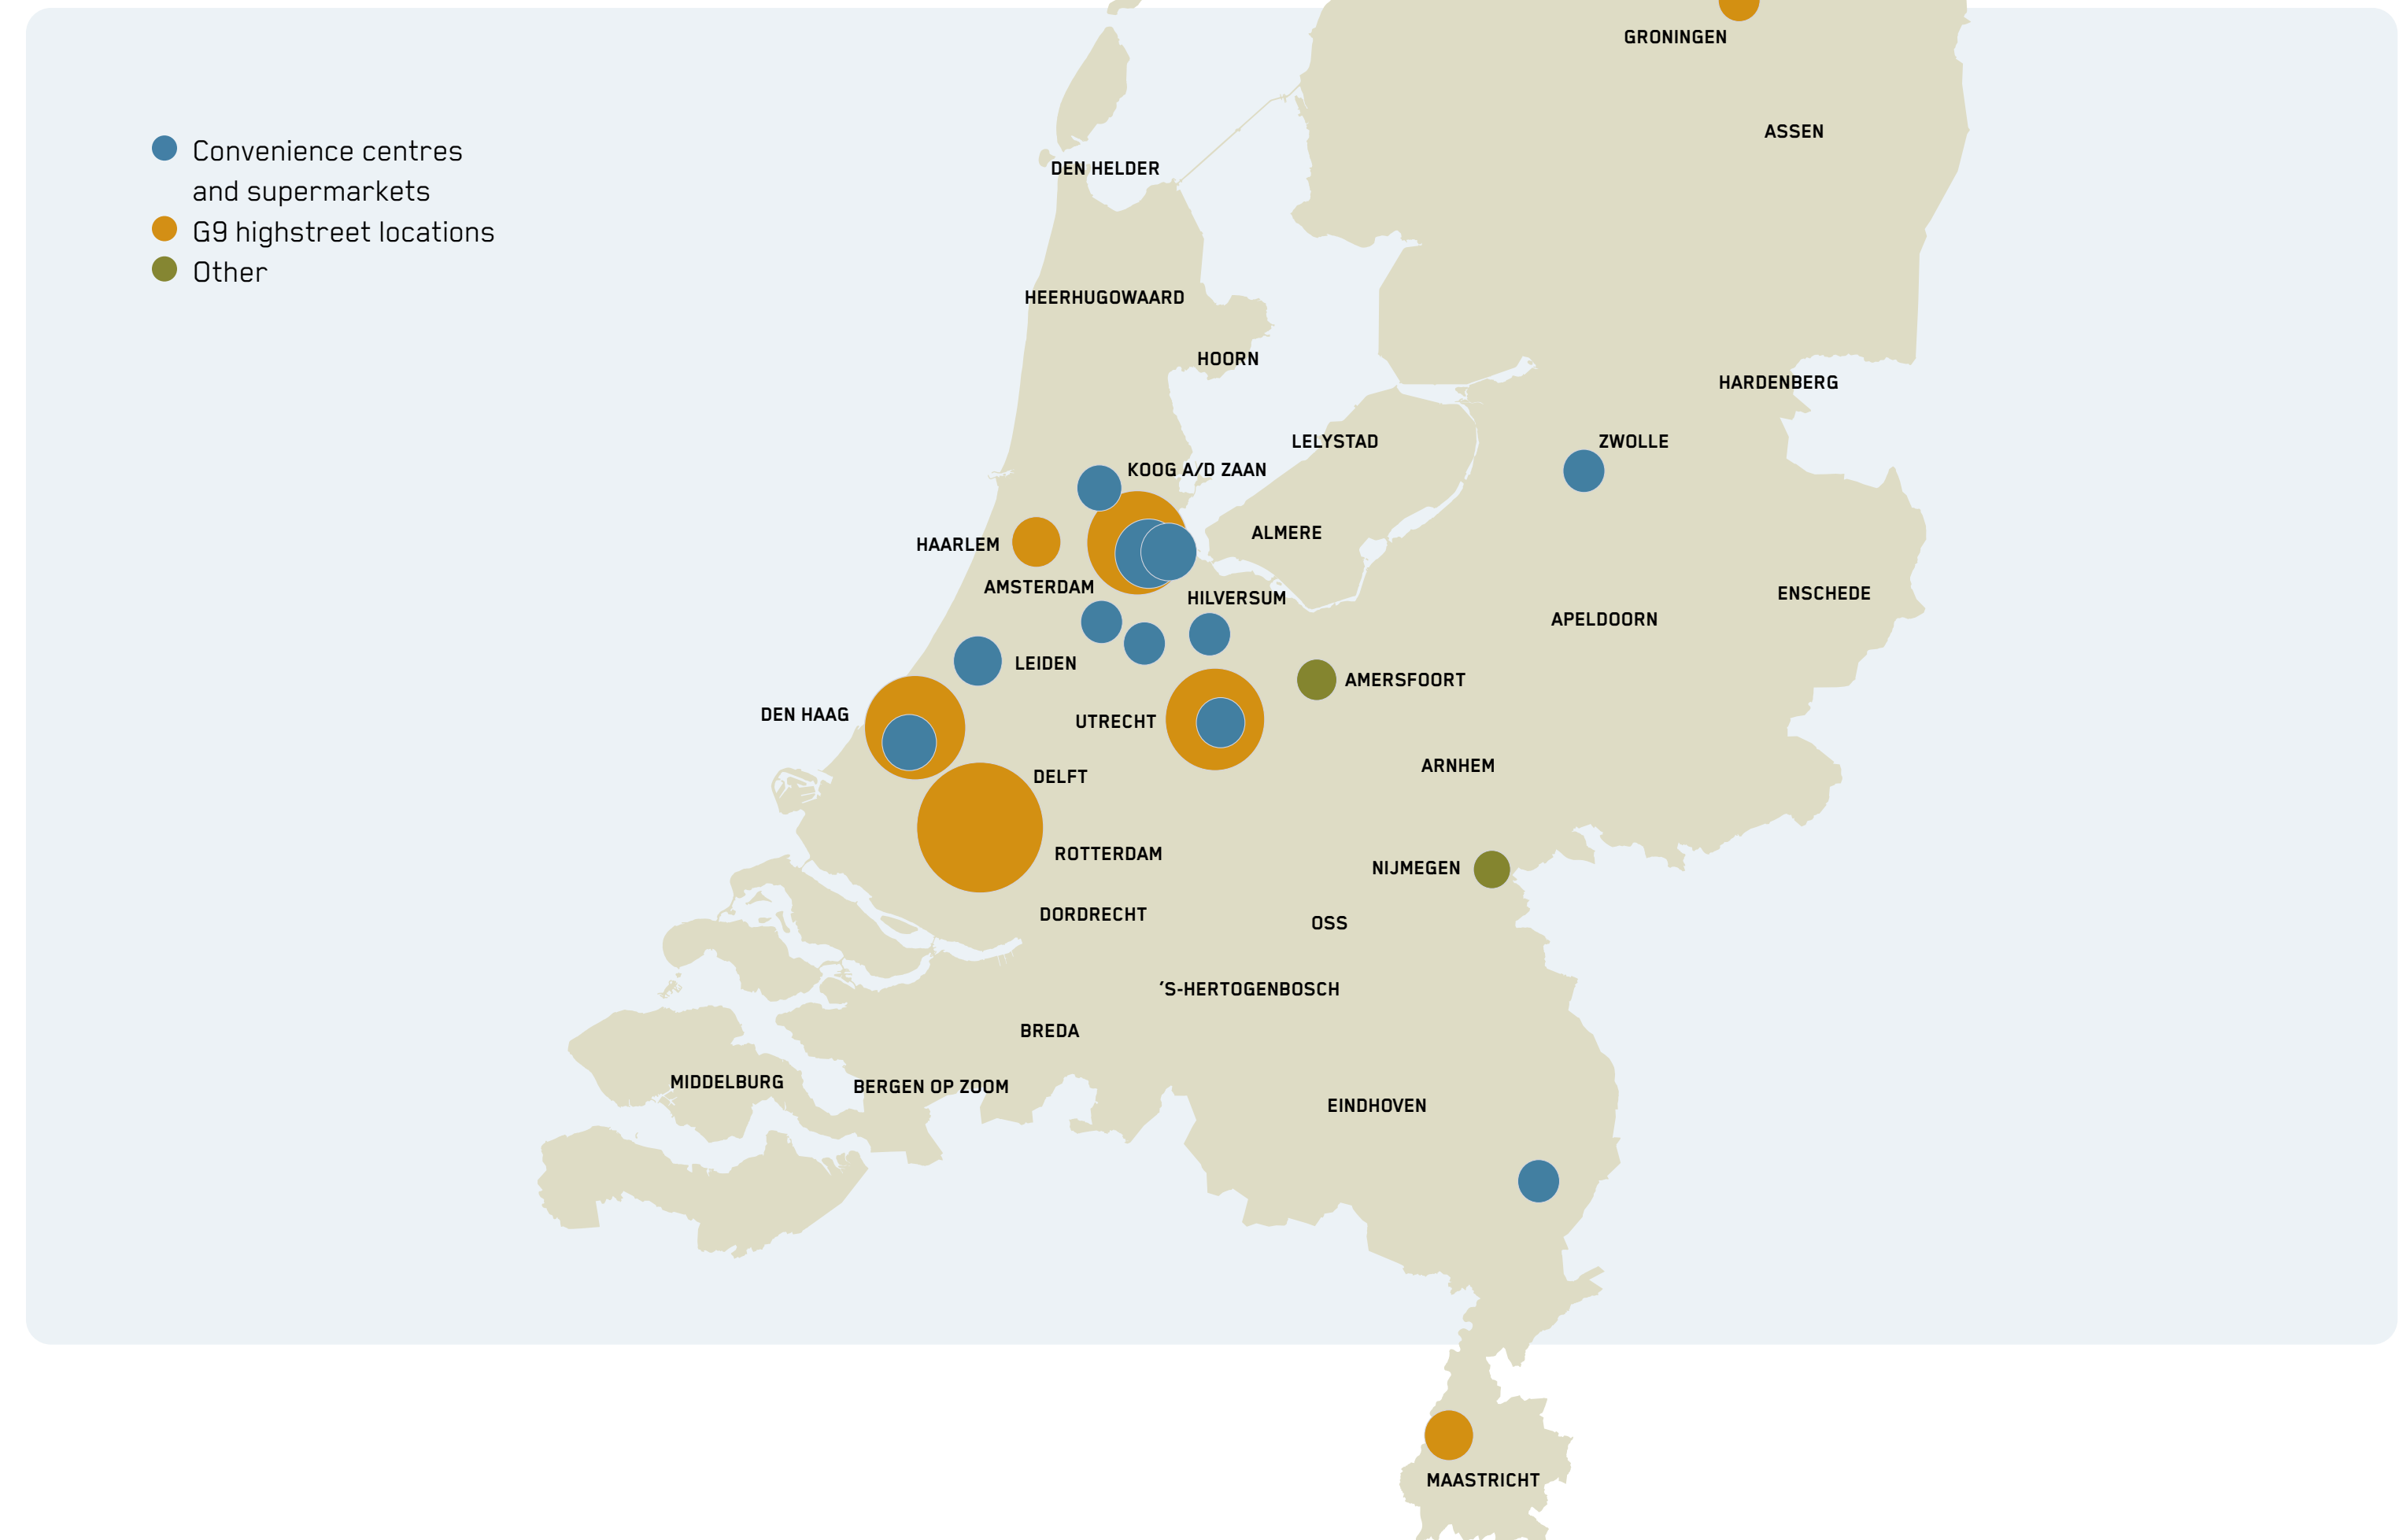 GRONINGEN
ASSEN
Convenience centres
and supermarkets
G9 highstreet locations
Other
DEN HELDER
HEERHUGOWAARD
HOORN
HARDENBERG
LELYSTAD
ZWOLLE
KOOG A/D ZAAN
ALMERE
HAARLEM
AMSTERDAM
HILVERSUM
ENSCHEDE
APELDOORN
LEIDEN
AMERSFOORT
DEN HAAG
UTRECHT
ARNHEM
DELFT
ROTTERDAM
NIJMEGEN
DORDRECHT
OSS
‘S-HERTOGENBOSCH
BREDA
MIDDELBURG
BERGEN OP ZOOM
EINDHOVEN
MAASTRICHT